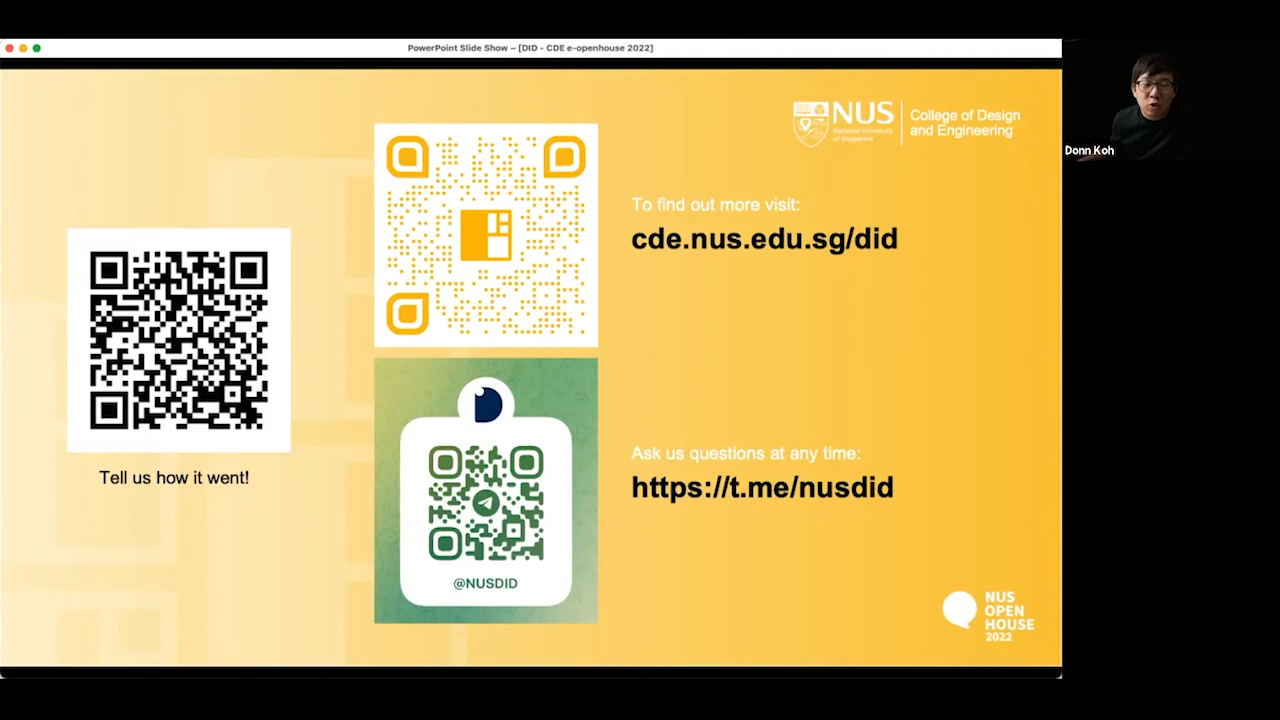 PowerPoint Slide Show – [DID - CDE e-openhouse 2022]
NUS
National University
of Singapore
College of Design
and Engineering
Donn Koh
To find out more visit:
cde.nus.edu.sg/did
Tell us how it went!
Ask us questions at any time:
https://t.me/nusdid
@NUSDID
NUS
OPEN
HOUSE
2022